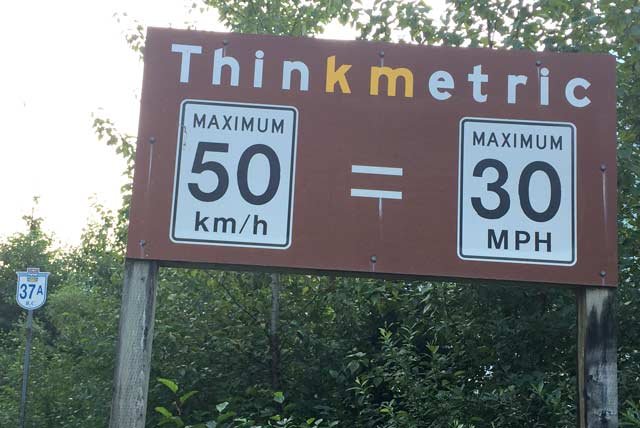 Thinkmetric
MAXIMUM
50
km/h
=
MAXIMUM
30
MPH
37A
B.C.